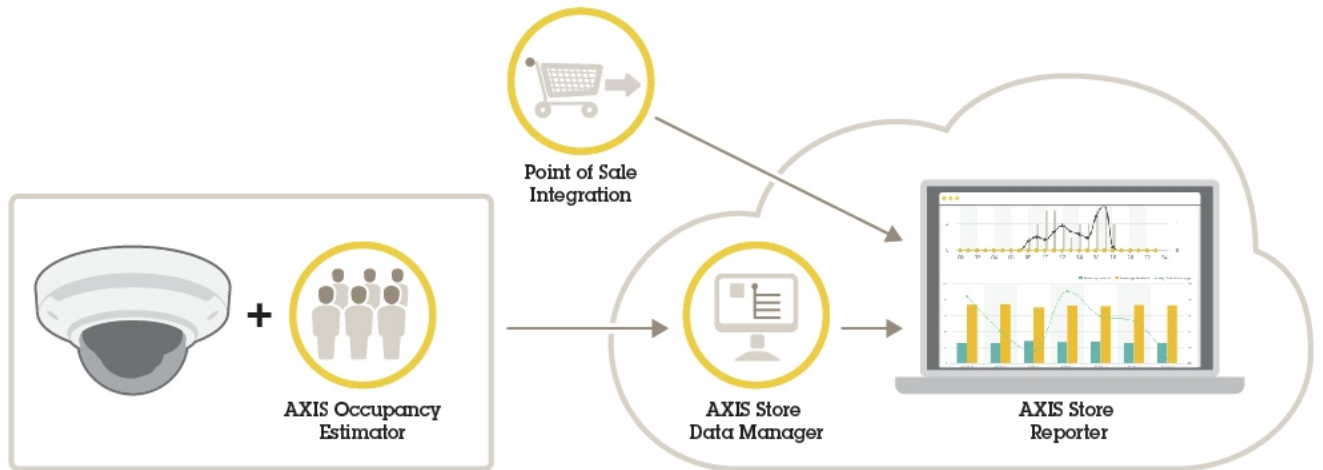 Point of Sale
Integration
+
AXIS Occupancy
Estimator
AXIS Store
Data Manager
AXIS Store
Reporter